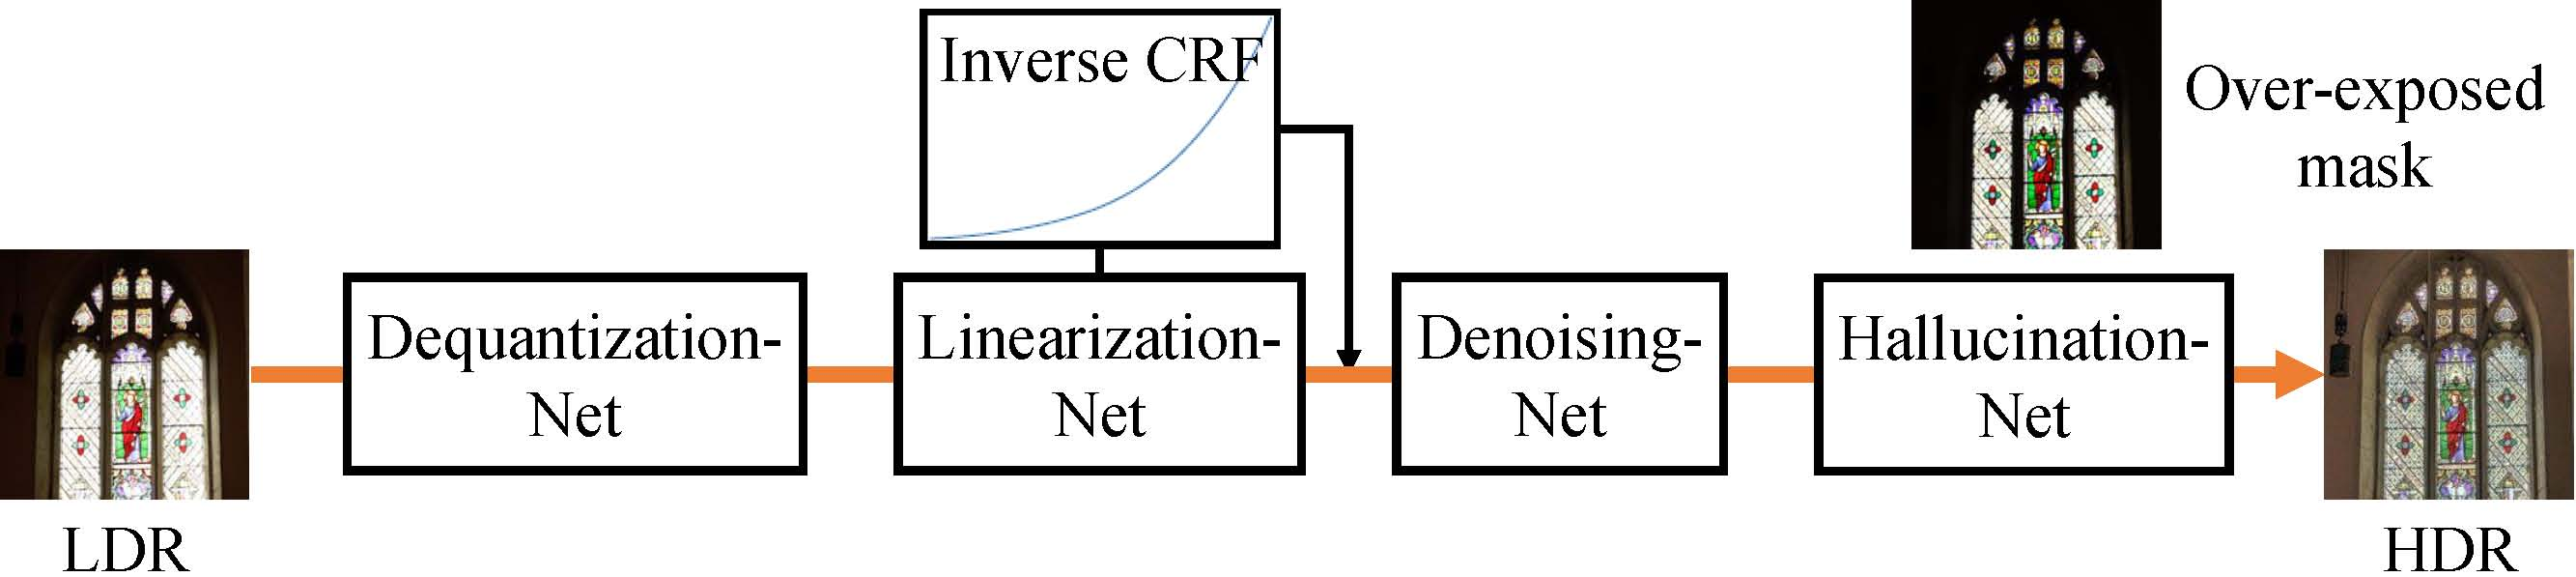 Inverse CRF
Over-exposed
mask
Dequantization-
Net
Linearization-
Net
Denoising-
Net
Hallucination-
Net
LDR
HDR